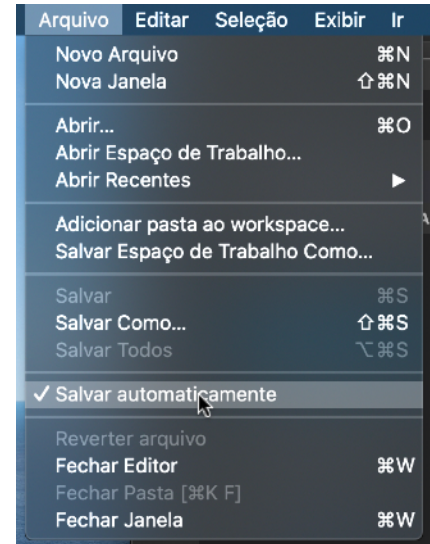 Arquivo Editar Seleção Exibir Ir
Novo Arquivo ⌘N
Nova Janela ⇧⌘N
Abrir... ⌘O
Abrir Espaço de Trabalho...
Abrir Recentes ▶
Adicionar pasta ao workspace...
Salvar Espaço de Trabalho Como...
Salvar ⌘S
Salvar Como... ⇧⌘S
Salvar Todos ⌥⌘S
✓ Salvar automaticamente
Reverter arquivo
Fechar Editor ⌘W
Fechar Pasta [⌘K F]
Fechar Janela ⌘W